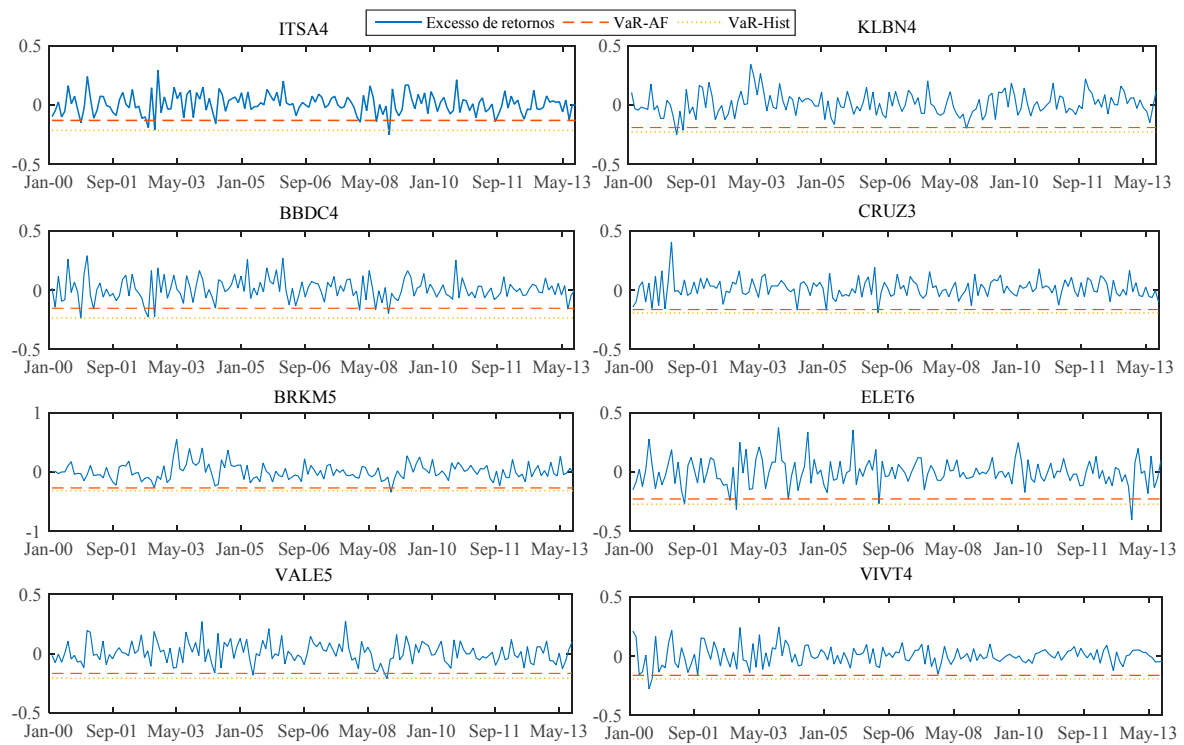 Excesso de retornos VaR-AF VaR-Hist
ITSA4
0.5
0
-0.5
Jan-00 Sep-01 May-03 Jan-05 Sep-06 May-08 Jan-10 Sep-11 May-13
KLBN4
0.5
0
-0.5
Jan-00 Sep-01 May-03 Jan-05 Sep-06 May-08 Jan-10 Sep-11 May-13
BBDC4
0.5
0
-0.5
Jan-00 Sep-01 May-03 Jan-05 Sep-06 May-08 Jan-10 Sep-11 May-13
CRUZ3
0.5
0
-0.5
Jan-00 Sep-01 May-03 Jan-05 Sep-06 May-08 Jan-10 Sep-11 May-13
BRKM5
1
0
-1
Jan-00 Sep-01 May-03 Jan-05 Sep-06 May-08 Jan-10 Sep-11 May-13
ELET6
0.5
0
-0.5
Jan-00 Sep-01 May-03 Jan-05 Sep-06 May-08 Jan-10 Sep-11 May-13
VALE5
0.5
0
-0.5
Jan-00 Sep-01 May-03 Jan-05 Sep-06 May-08 Jan-10 Sep-11 May-13
VIVT4
0.5
0
-0.5
Jan-00 Sep-01 May-03 Jan-05 Sep-06 May-08 Jan-10 Sep-11 May-13